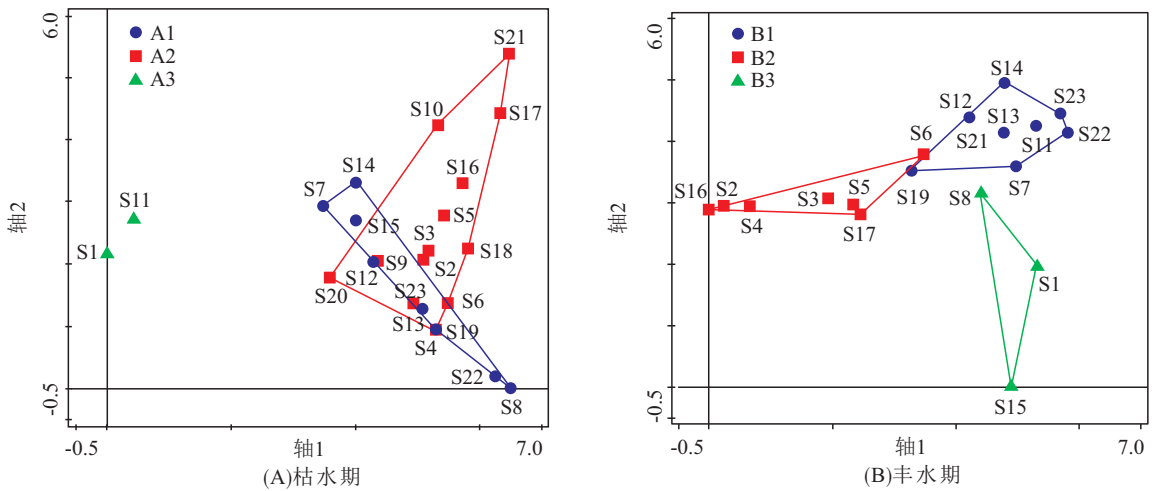 6.0
A1
A2
A3
S21
S10
S17
S14
S7
S16
S11
S15
S5
S3
S18
S1
S12
S9
S2
S20
S23
S6
S13
S19
S4
S22
S8
轴2
-0.5
-0.5
轴1
7.0
(A)枯水期
6.0
B1
B2
B3
S14
S12
S23
S13
S6
S21
S11
S22
S16
S2
S3
S5
S19
S7
S8
S4
S17
S1
S15
轴2
-0.5
-0.5
轴1
7.0
(B)丰水期